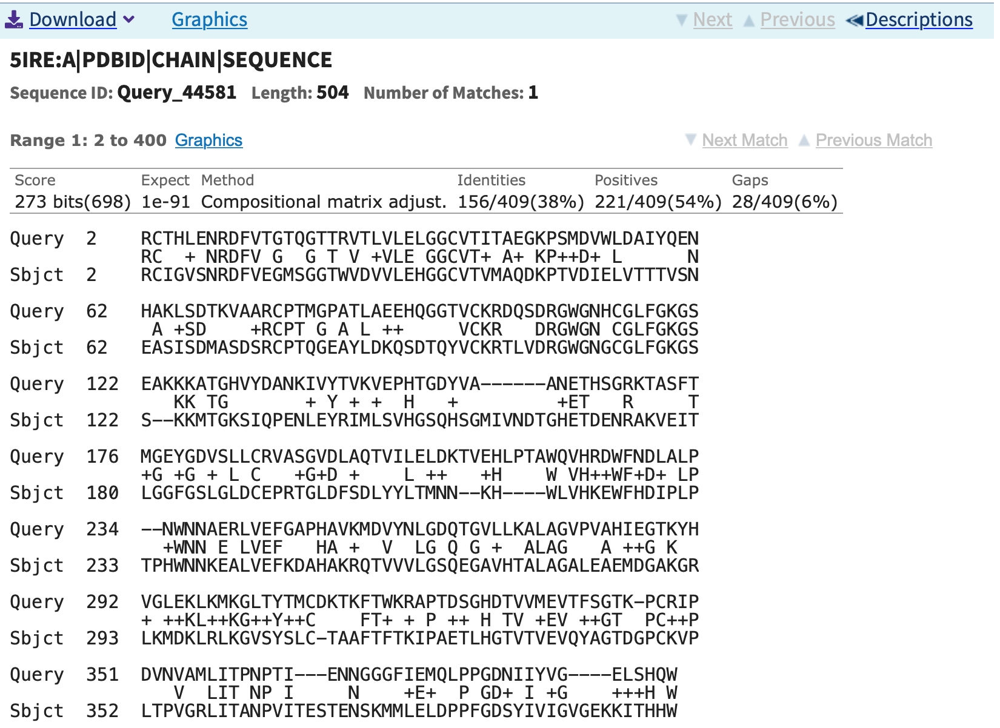 Download Graphics Next Previous Descriptions
5IRE:A|PDBID|CHAIN|SEQUENCE
Sequence ID: Query_44581 Length: 504 Number of Matches: 1
Range 1: 2 to 400 Graphics Next Match Previous Match
Score Expect Method Identities Positives Gaps
273 bits(698) 1e-91 Compositional matrix adjust. 156/409(38%) 221/409(54%) 28/409(6%)
Query  2    RCTHLENRDFVTGTQGTTRVTLVLELGGCVTITAEGKPSMDVWLDAIYQEN
            RC  + NRDFV G  G T V +VLE GGCVT+ A+ KP++D+ L      N
Sbjct  2    RCIGVSNRDFVEGMSGGTWVDVVLEHGGCVTVMAQDKPTVDIELVTTTVSN
Query  62   HAKLSDTKVAARCPTMGPATLAEEHQGGTVCKRDQSDRGWGNHCGLFGKGS
             A +SD    +RCPT G A L ++     VCKR   DRGWGN CGLFGKGS
Sbjct  62   EASISDMASDSRCPTQGEAYLDKQSDTQYVCKRTLVDRGWGNGCGLFGKGS
Query  122  EAKKKATGHVYDANKIVYTVKVEPHTGDYVA------ANETHSGRKTASFT
               KK TG       + Y + +  H   +         +ET   R     T
Sbjct  122  S--KKMTGKSIQPENLEYRIMLSVHGSQHSGMIVNDTGHETDENRAKVEIT
Query  176  MGEYGDVSLLCRVASGVDLAQTVILELDKTVEHLPTAWQVHRDWFNDLALP
            +G +G + L C   +G+D +    L ++   +H    W VH++WF+D+ LP
Sbjct  180  LGGFGSLGLDCEPRTGLDFSDLYYLTMNN--KH----WLVHKEWFHDIPLP
Query  234  --NWNNAERLVEFGAPHAVKMDVYNLGDQTGVLLKALAGVPVAHIEGTKYH
              +WNN E LVEF   HA +  V  LG Q G +  ALAG   A ++G K
Sbjct  233  TPHWNNKEALVEFKDAHAKRQTVVVLGSQEGAVHTALAGALEAEMDGAKGR
Query  292  VGLEKLKMKGLTYTMCDKTKFTWKRAPTDSGHDTVVMEVTFSGTK-PCRIP
            + ++KL++KG++Y++C    FT+ + P ++ H TV +EV ++GT  PC++P
Sbjct  293  LKMDKLRLKGVSYSLC-TAAFTFTKIPAETLHGTVTVEVQYAGTDGPCKVP
Query  351  DVNVAMLITPNPTI---ENNGGGFIEMQLPPGDNIIYVG----ELSHQW
               V  LIT NP I     N    +E+  P GD+ I +G    +++H W
Sbjct  352  LTPVGRLITANPVITESTENSKMMLELDPPFGDSYIVIGVGEKKITHHW